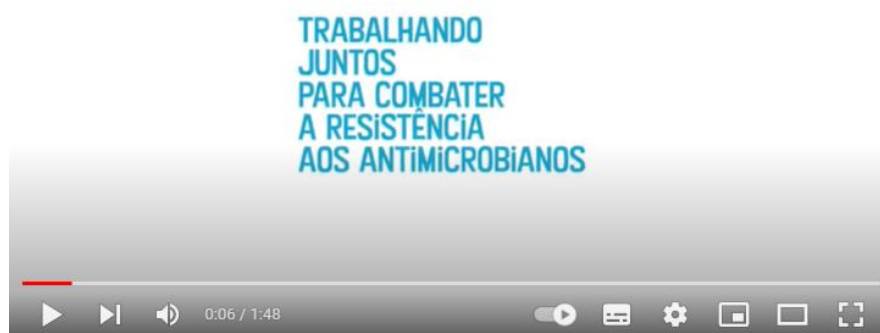 TRABALHANDO
JUNTOS
PARA COMBATER
A RESiSTÊNCiA
AOS ANTiMiCROBiANOS
0:06 / 1:48